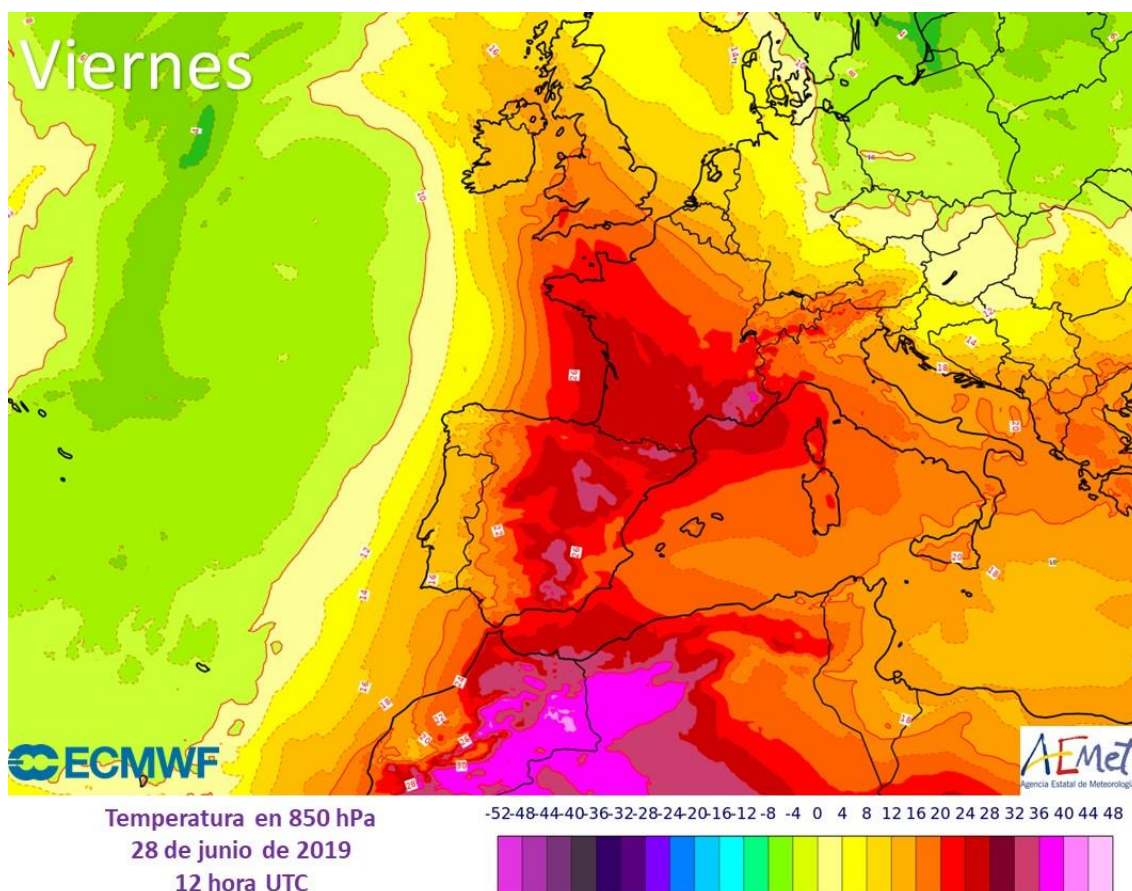 Viernes
ECMWF
AEMet
Agencia Estatal de Meteorología
Temperatura en 850 hPa
28 de junio de 2019
12 hora UTC
-52-48-44-40-36-32-28-24-20-16-12 -8 -4 0 4 8 12 16 20 24 28 32 36 40 44 48